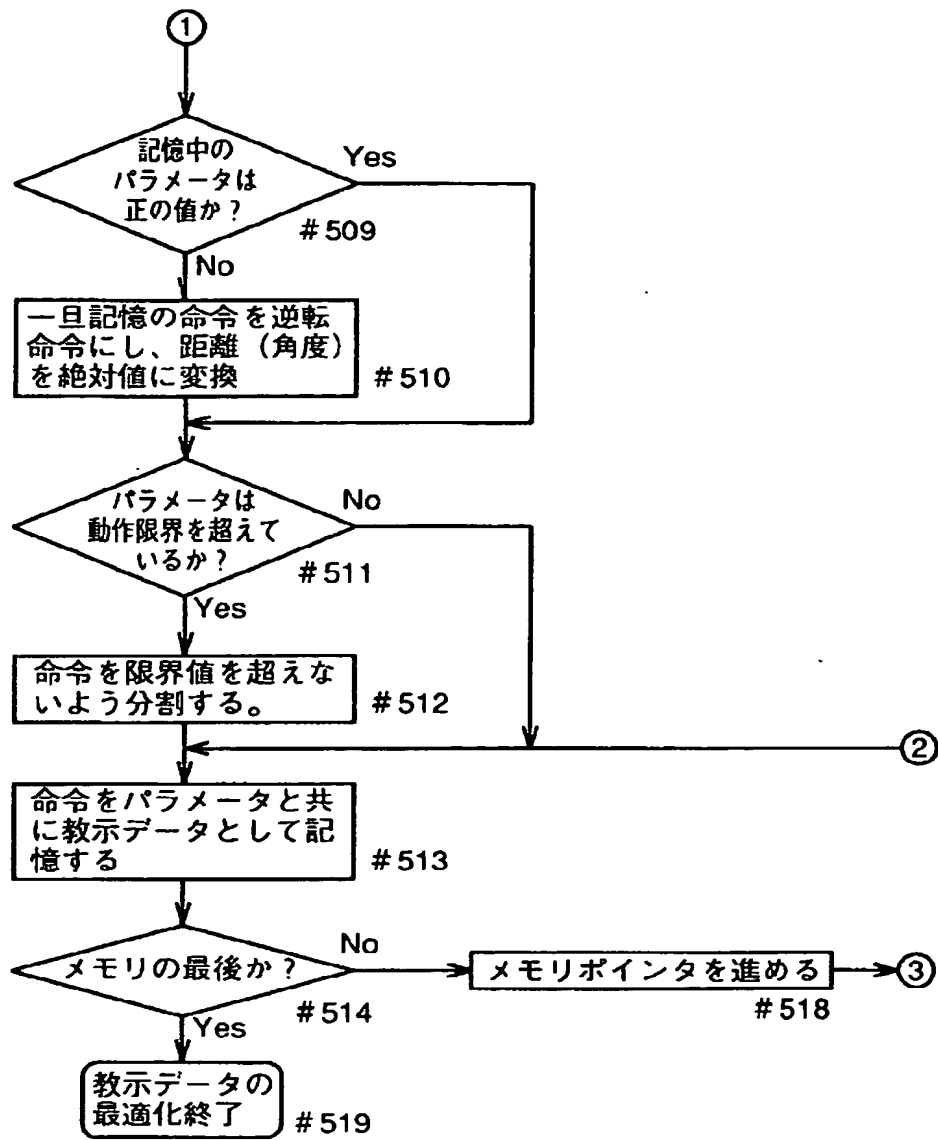 ①
記憶中の
パラメータは
正の値か?
Yes
#509
No
一旦記憶の命令を逆転
命令にし、距離(角度)
を絶対値に変換
#510
パラメータは
動作限界を超えて
いるか?
No
#511
Yes
命令を限界値を超えな
いよう分割する。
#512
②
命令をパラメータと共
に教示データとして記
憶する
#513
メモリの最後か?
No
#514
メモリポインタを進める
③
#518
Yes
教示データの
最適化終了
#519